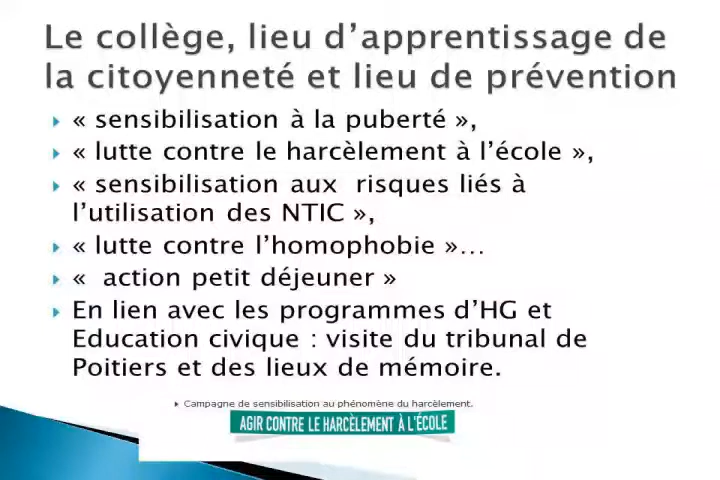 Le collège, lieu d’apprentissage de
la citoyenneté et lieu de prévention
« sensibilisation à la puberté »,
« lutte contre le harcèlement à l’école »,
« sensibilisation aux  risques liés à
l’utilisation des NTIC »,
« lutte contre l’homophobie »…
«  action petit déjeuner »
En lien avec les programmes d’HG et
Education civique : visite du tribunal de
Poitiers et des lieux de mémoire.
Campagne de sensibilisation au phénomène du harcèlement.
AGIR CONTRE LE HARCÈLEMENT À L'ÉCOLE